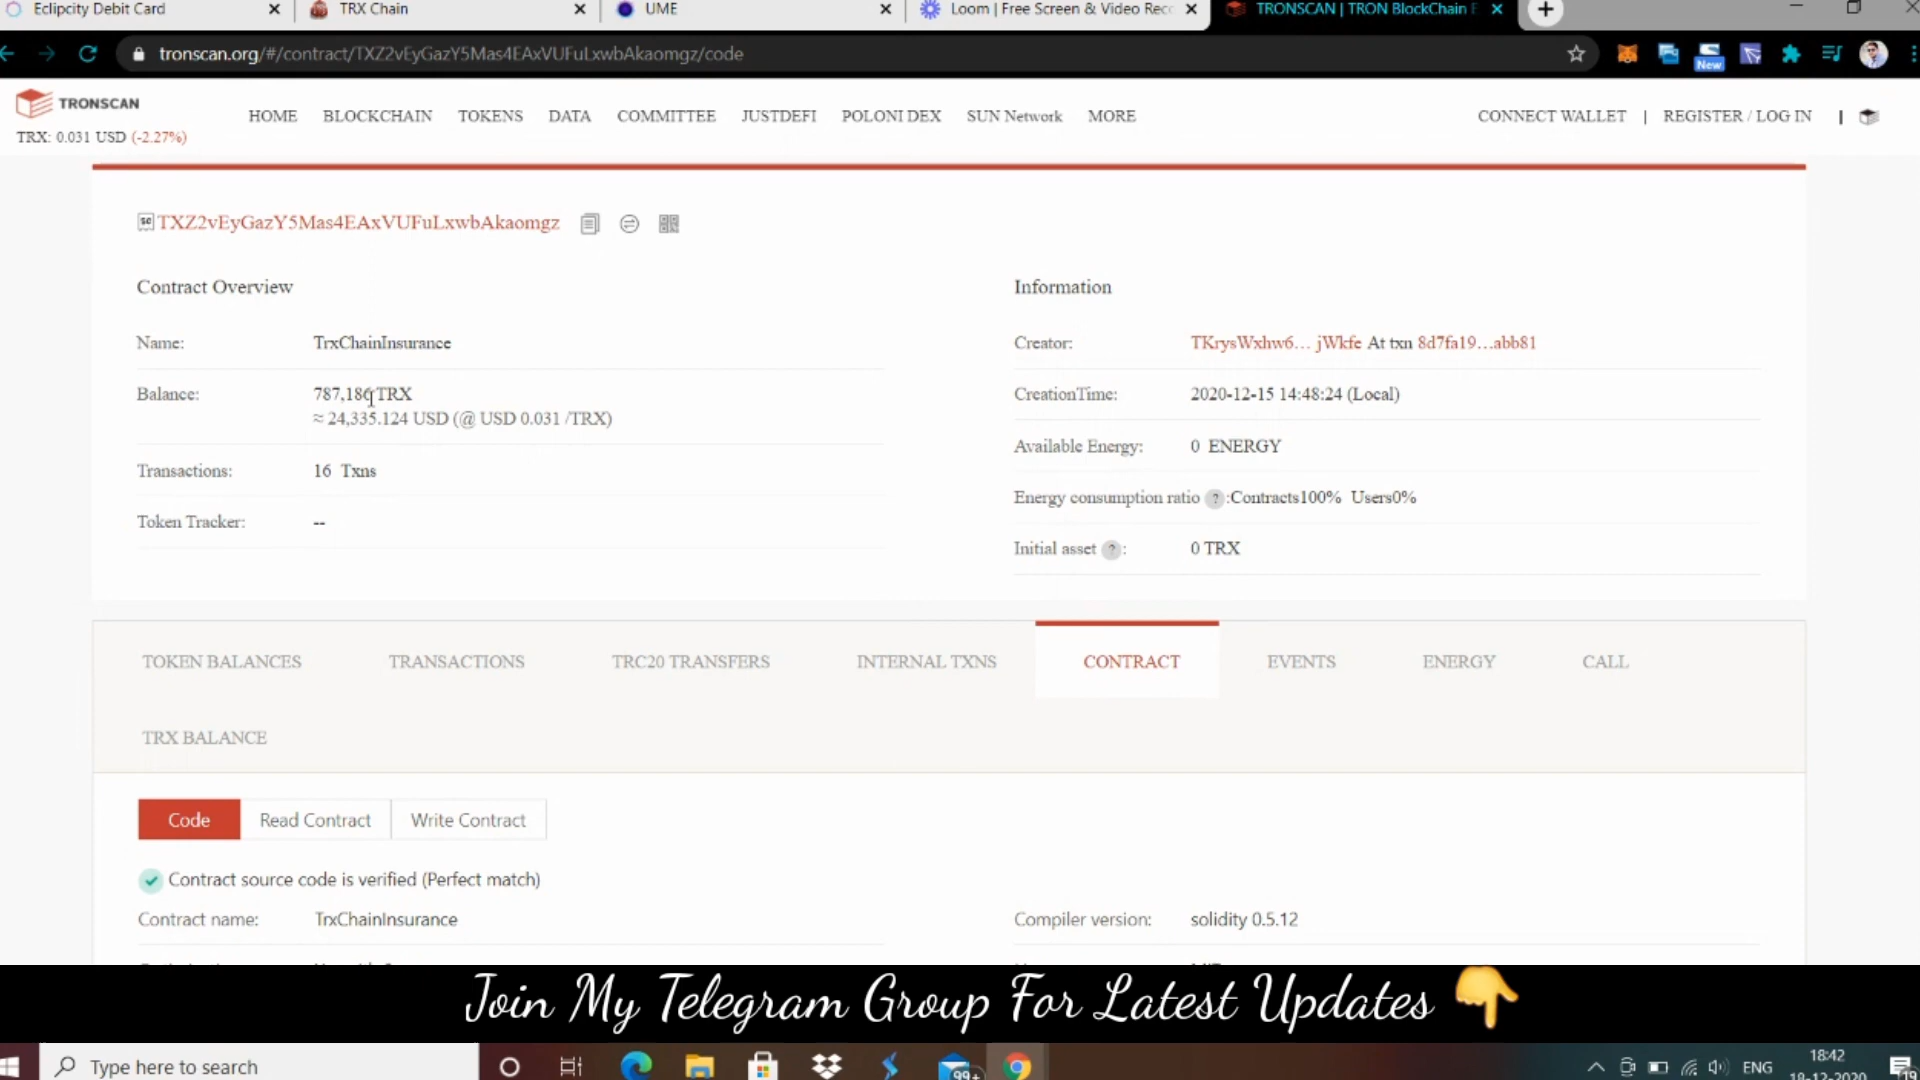 Eclipcity Debit Card
TRX Chain
UME
Loom | Free Screen & Video Rec
TRONSCAN | TRON BlockChain E
tronscan.org/#/contract/TXZ2vEyGazY5Mas4EAxVUFuLxwbAkaomgz/code
New
TRONSCAN
TRX: 0.031 USD (-2.27%)
HOME BLOCKCHAIN TOKENS DATA COMMITTEE JUSTDEFI POLONI DEX SUN Network MORE
CONNECT WALLET | REGISTER / LOG IN |
TXZ2vEyGazY5Mas4EAxVUFuLxwbAkaomgz
Contract Overview
Name: TrxChainInsurance
Balance: 787,186 TRX
≈ 24,335.124 USD (@ USD 0.031 /TRX)
Transactions: 16 Txns
Token Tracker: --
Information
Creator: TKrysWxhw6... jWkfe At txn 8d7fa19...abb81
CreationTime: 2020-12-15 14:48:24 (Local)
Available Energy: 0 ENERGY
Energy consumption ratio ? :Contracts100% Users0%
Initial asset ? : 0 TRX
TOKEN BALANCES TRANSACTIONS TRC20 TRANSFERS INTERNAL TXNS CONTRACT EVENTS ENERGY CALL
TRX BALANCE
Code Read Contract Write Contract
Contract source code is verified (Perfect match)
Contract name: TrxChainInsurance
Compiler version: solidity 0.5.12
Join My Telegram Group For Latest Updates 👇
Type here to search
99+
ENG
18:42
18-12-2020
19